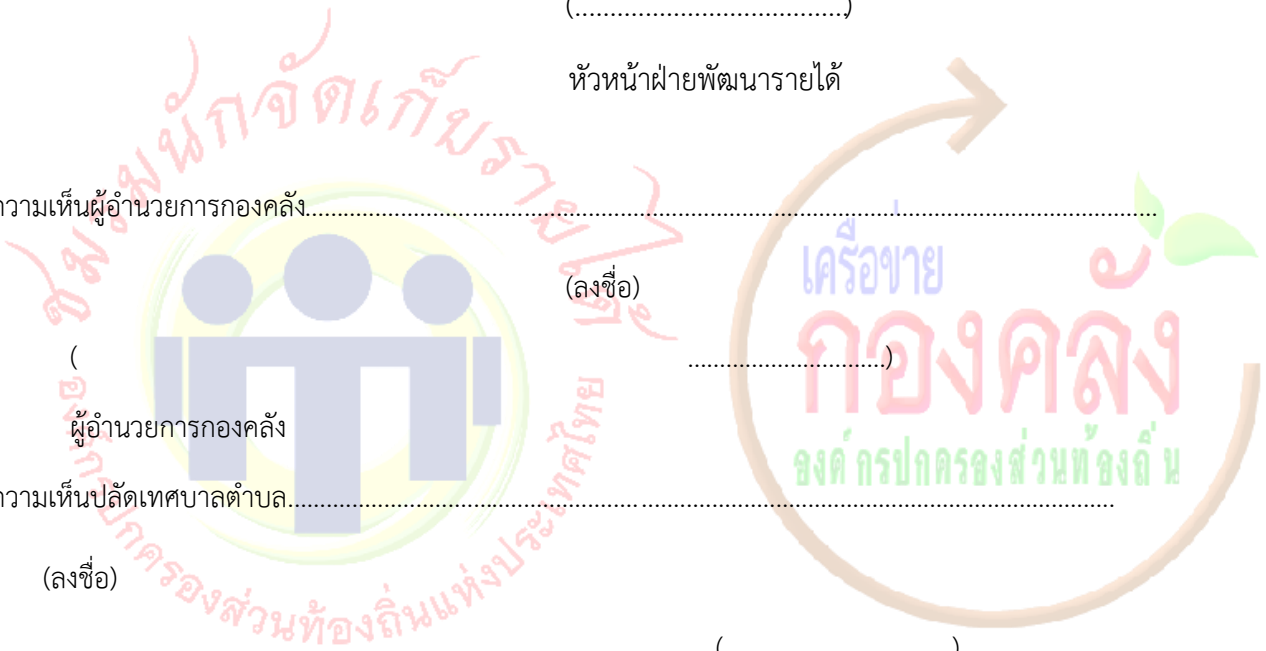 (......................................)
หัวหน้าฝ่ายพัฒนารายได้
ความเห็นผู้อำนวยการกองคลัง....................................................................................................................................
(ลงชื่อ)
( ...............................)
ผู้อำนวยการกองคลัง
ความเห็นปลัดเทศบาลตำบล..................................................................................................................................
(ลงชื่อ)
( )
ชมรมนักจัดเก็บรายได้
องค์กรปกครองส่วนท้องถิ่นแห่งประเทศไทย
เครือข่าย
กองคลัง
องค์กรปกครองส่วนท้องถิ่น